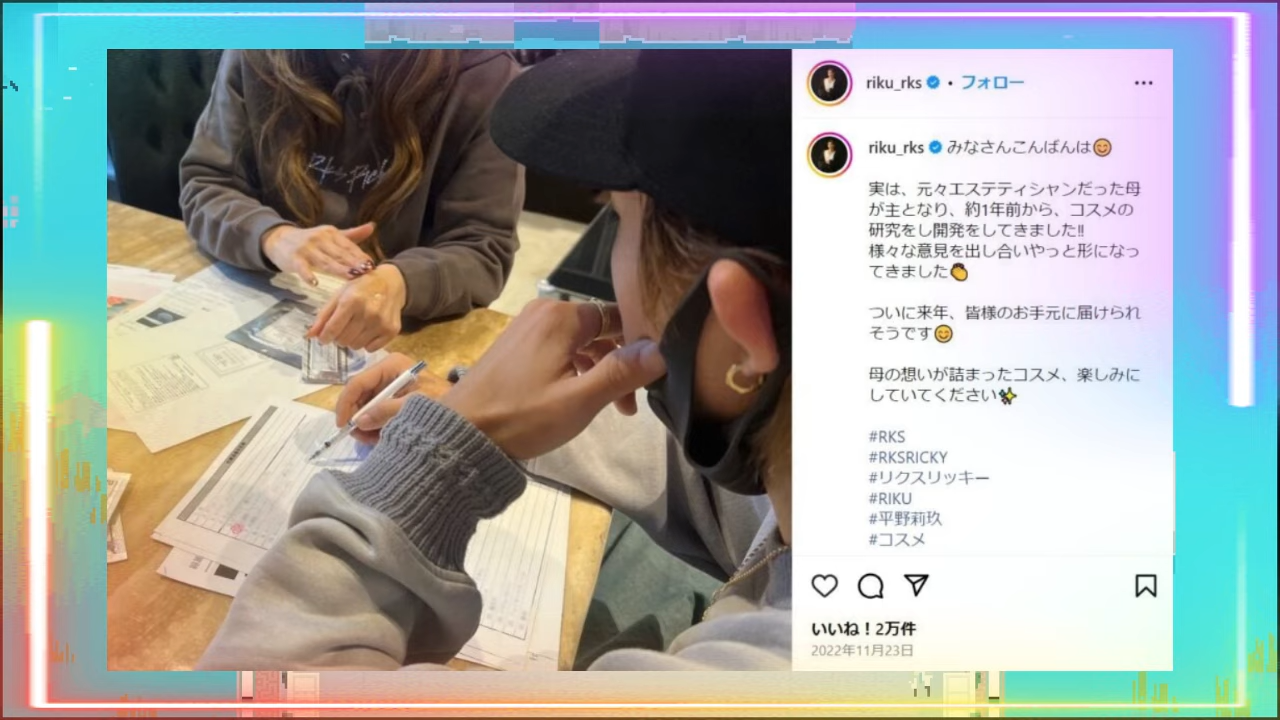 riku_rks • フォロー
riku_rks みなさんこんばんは😊
実は、元々エステティシャンだった母
が主となり、約1年前から、コスメの
研究をし開発をしてきました‼
様々な意見を出し合いやっと形になっ
てきました👏
ついに来年、皆様のお手元に届けられ
そうです😊
母の想いが詰まったコスメ、楽しみに
していてください✨
#RKS
#RKSRICKY
#リクスリッキー
#RIKU
#平野莉玖
#コスメ
いいね！2万件
2022年11月23日